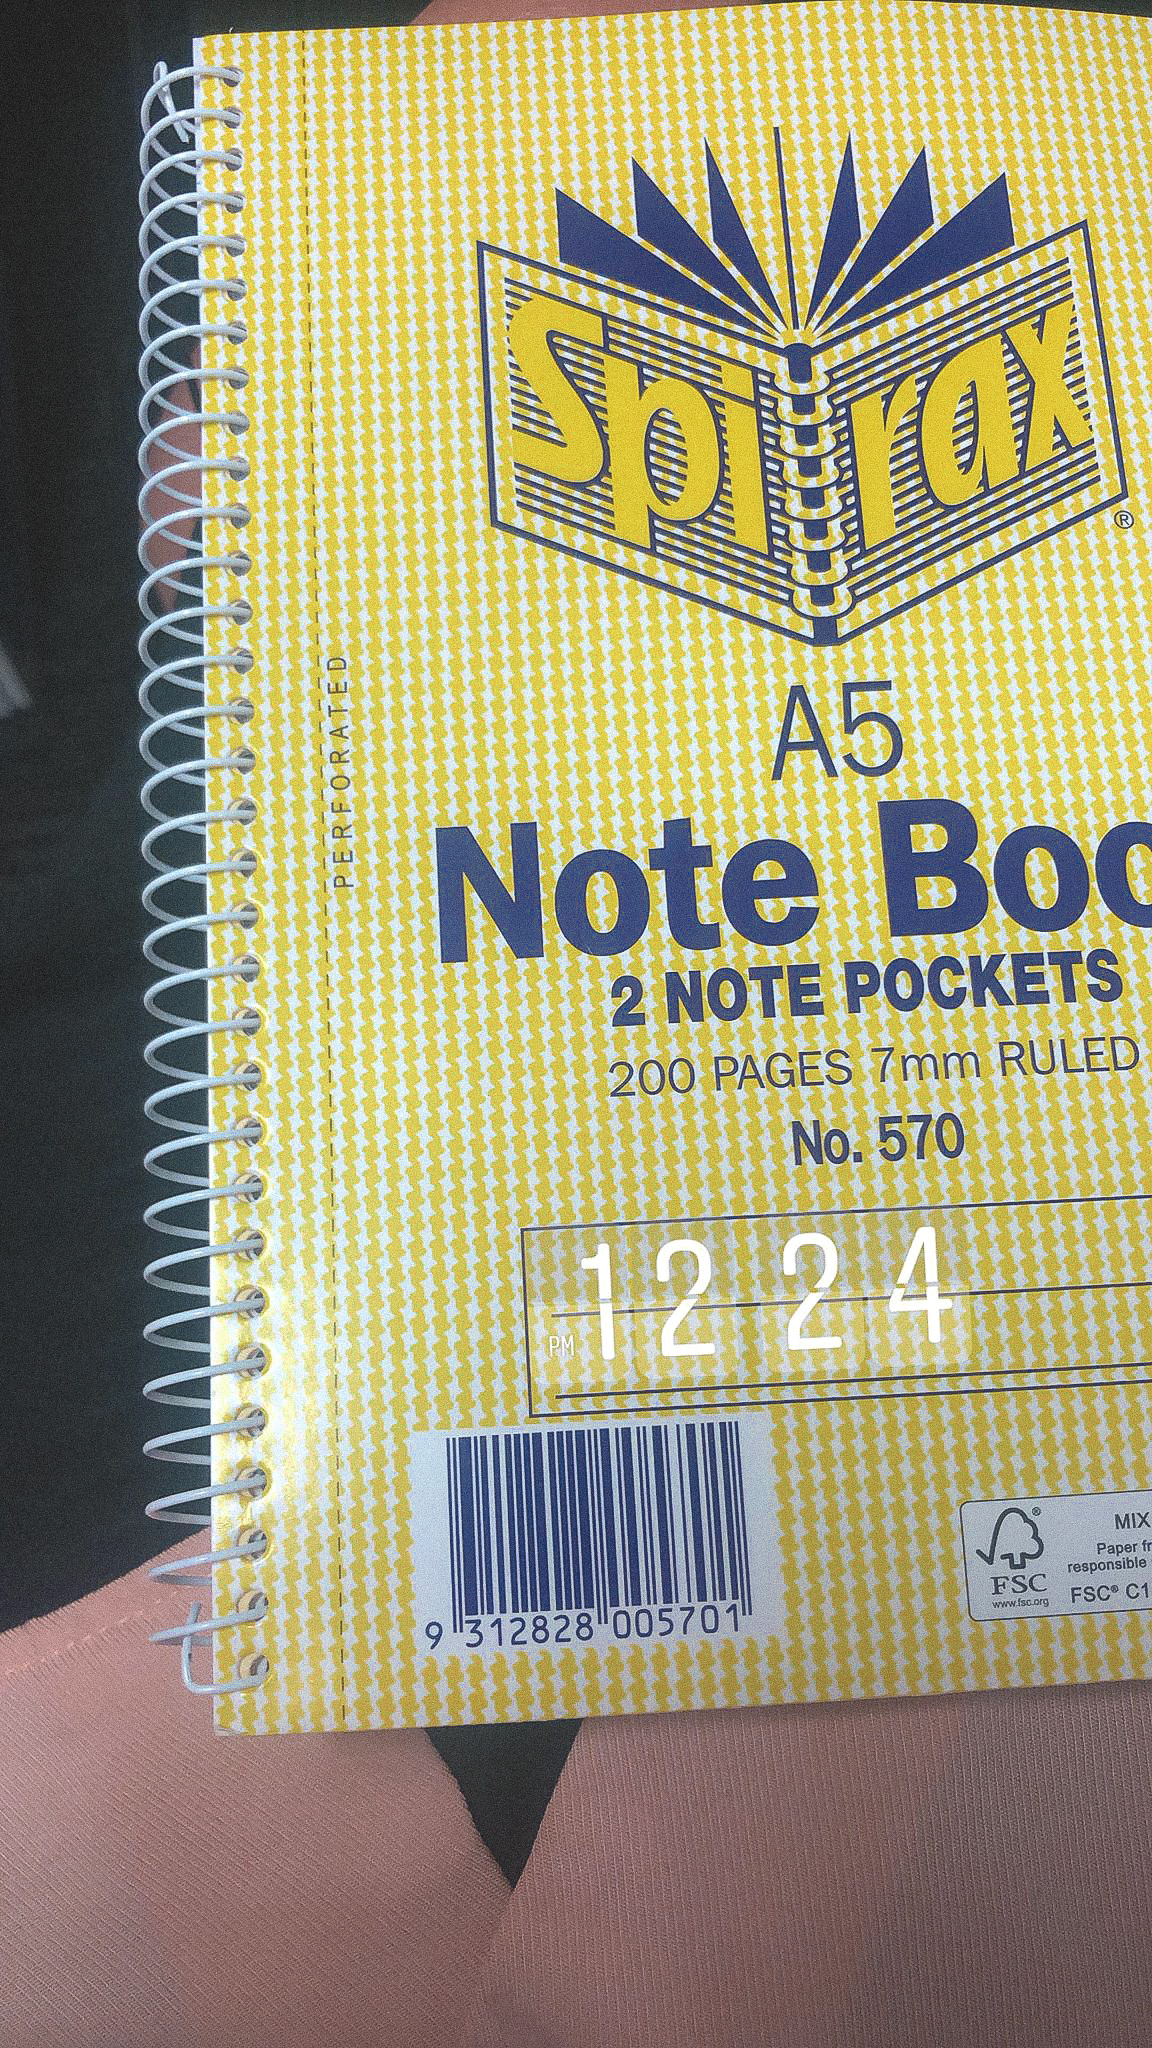 Spirax
®
PERFORATED
A5
Note Boo
2 NOTE POCKETS
200 PAGES 7mm RULED
No. 570
PM 12 24
9 312828 005701
MIX
Paper fr
responsible
FSC
www.fsc.org
FSC® C1